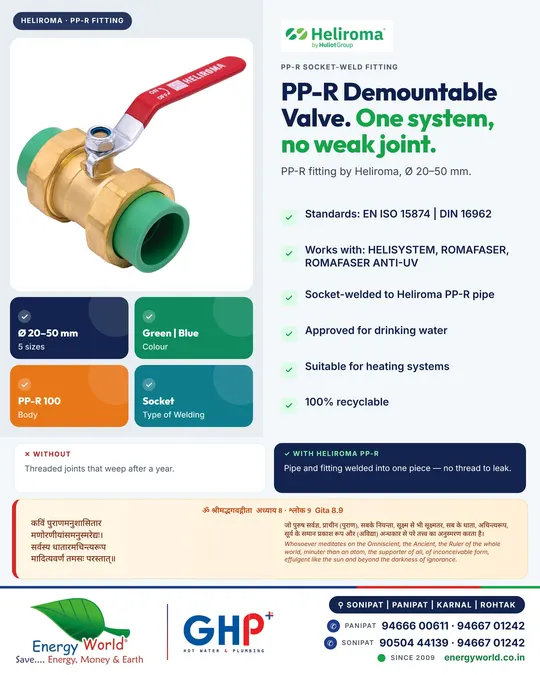 HELIROMA · PP-R FITTING
ON
OFF
HELIROMA
Heliroma®
by HuliotGroup
PP-R SOCKET-WELD FITTING
PP-R Demountable
Valve. One system,
no weak joint.
PP-R fitting by Heliroma, Ø 20–50 mm.
Standards: EN ISO 15874 | DIN 16962
Works with: HELISYSTEM, ROMAFASER,
ROMAFASER ANTI-UV
Socket-welded to Heliroma PP-R pipe
Approved for drinking water
Suitable for heating systems
100% recyclable
Ø 20–50 mm
5 sizes
Green | Blue
Colour
PP-R 100
Body
Socket
Type of Welding
✕ WITHOUT
Threaded joints that weep after a year.
✓ WITH HELIROMA PP-R
Pipe and fitting welded into one piece — no thread to leak.
ॐ श्रीमद्भगवद्गीता अध्याय 8 · श्लोक 9 Gita 8.9
कविं पुराणमनुशासितार
मणोरणीयांसमनुस्मरेद्यः।
सर्वस्य धातारमचिन्त्यरूप
मादित्यवर्णं तमसः परस्तात्॥
जो पुरुष सर्वज्ञ, प्राचीन (पुराण), सबके नियन्ता, सूक्ष्म से भी सूक्ष्मतर, सब के धाता, अचिन्त्यरूप,
सूर्य के समान प्रकाश रूप और (अविद्या) अन्धकार से परे तत्त्व का अनुस्मरण करता है।
Whosoever meditates on the Omniscient, the Ancient, the Ruler of the whole
world, minuter than an atom, the supporter of all, of inconceivable form,
effulgent like the sun and beyond the darkness of ignorance.
Energy World®
Save.... Energy, Money & Earth
GHP+
HOT WATER & PLUMBING
SONIPAT | PANIPAT | KARNAL | ROHTAK
PANIPAT 94666 00611 · 94667 01242
SONIPAT 90504 44139 · 94667 01242
SINCE 2009 energyworld.co.in